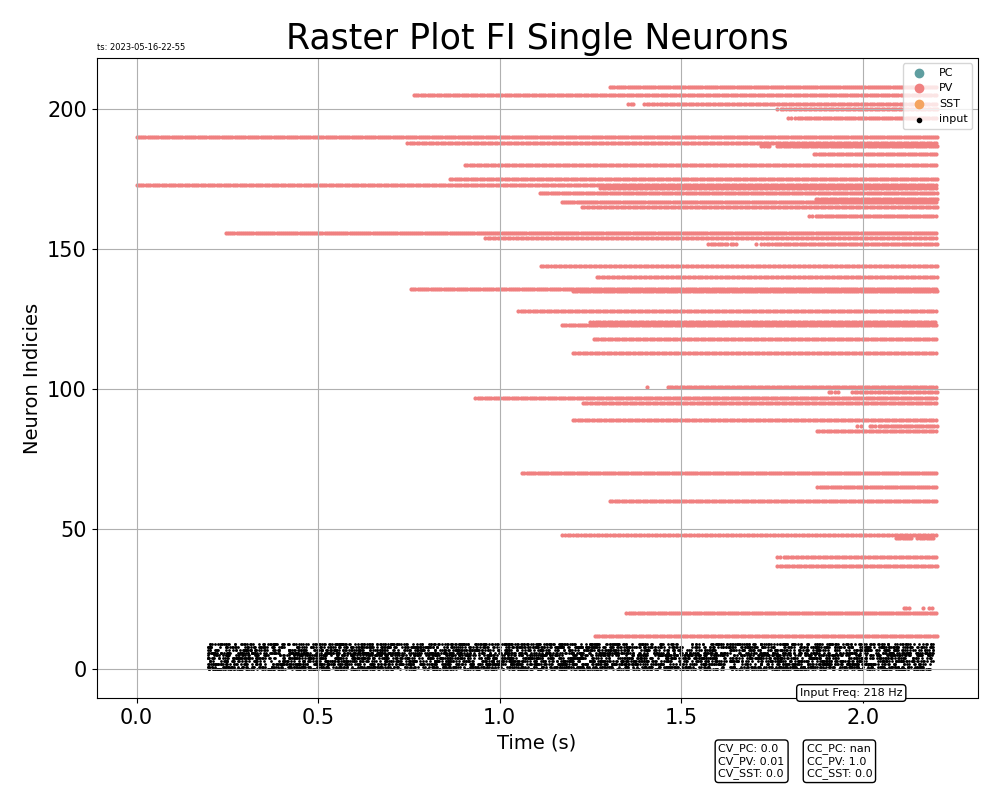 Raster Plot FI Single Neurons
ts: 2023-05-16-22-55
PC
PV
SST
input
200
150
100
50
0
Neuron Indicies
0.0 0.5 1.0 1.5 2.0
Time (s)
Input Freq: 218 Hz
CV_PC: 0.0
CV_PV: 0.01
CV_SST: 0.0
CC_PC: nan
CC_PV: 1.0
CC_SST: 0.0